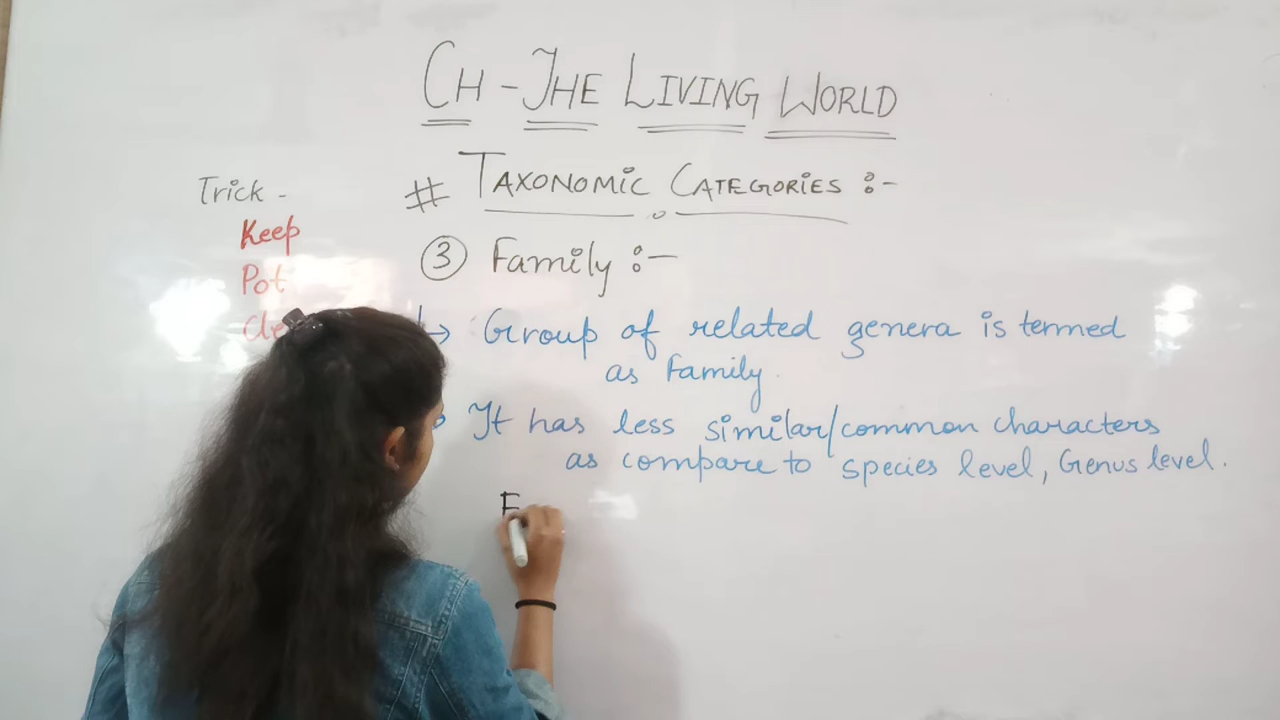 CH - THE LIVING WORLD
# TAXONOMIC CATEGORIES :-
Trick -
Keep
Pot
③ Family :-
↳ Group of related genera is termed
as Family.
It has less similar/common characters
as compare to species level, Genus level.